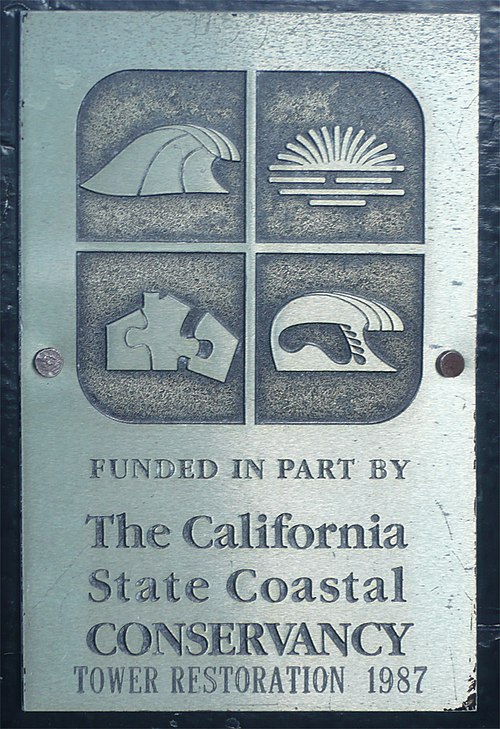 FUNDED IN PART BY
The California
State Coastal
CONSERVANCY
TOWER RESTORATION 1987